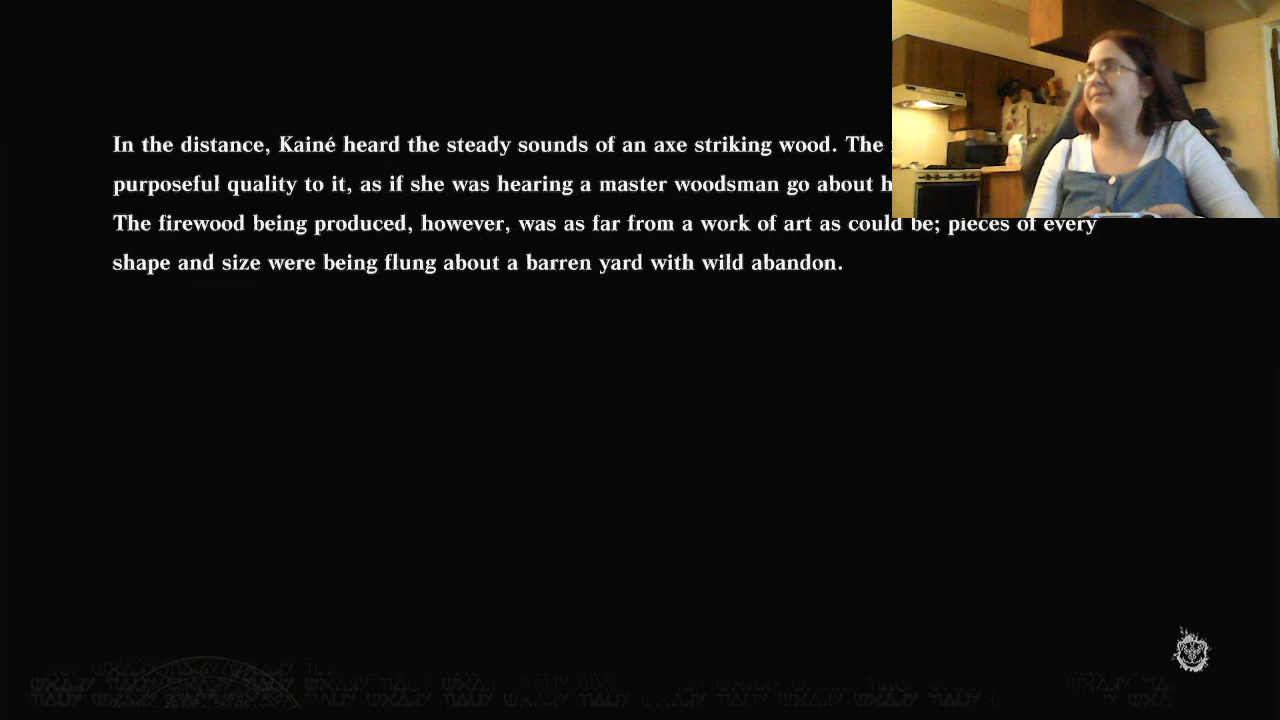 In the distance, Kainé heard the steady sounds of an axe striking wood. The
purposeful quality to it, as if she was hearing a master woodsman go about
The firewood being produced, however, was as far from a work of art as could be; pieces of every
shape and size were being flung about a barren yard with wild abandon.